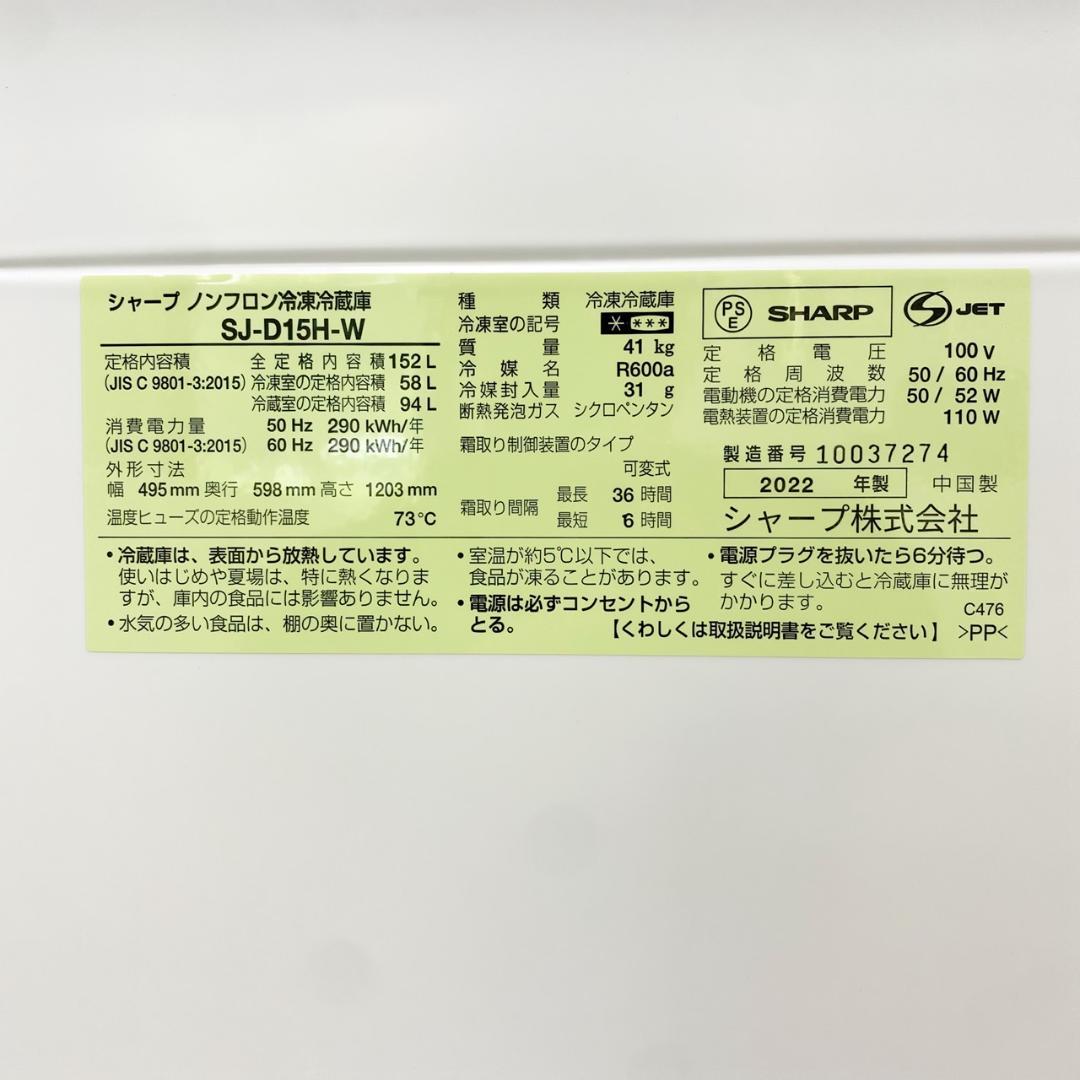 シャープ ノンフロン冷凍冷蔵庫
SJ-D15H-W
定格内容積 全定格内容積 152 L
(JIS C 9801-3:2015) 冷凍室の定格内容積 58 L
冷蔵室の定格内容積 94 L
消費電力量 50 Hz 290 kWh/年
(JIS C 9801-3:2015) 60 Hz 290 kWh/年
外形寸法
幅 495 mm 奥行 598 mm 高さ 1203 mm
温度ヒューズの定格動作温度 73℃
種類 冷凍冷蔵庫
冷凍室の記号 * ***
質量 41 kg
冷媒名 R600a
冷媒封入量 31 g
断熱発泡ガス シクロペンタン
霜取り制御装置のタイプ
可変式
霜取り間隔 最長 36 時間
最短 6 時間
PS
E
SHARP
S JET
定格電圧 100 V
定格周波数 50 / 60 Hz
電動機の定格消費電力 50 / 52 W
電熱装置の定格消費電力 110 W
製造番号 10037274
2022 年製 中国製
シャープ株式会社
・冷蔵庫は、表面から放熱しています。
使いはじめや夏場は、特に熱くなりま
すが、庫内の食品には影響ありません。
・水気の多い食品は、棚の奥に置かない。
・室温が約5℃以下では、
食品が凍ることがあります。
・電源は必ずコンセントから
とる。
・電源プラグを抜いたら6分待つ。
すぐに差し込むと冷蔵庫に無理が
かかります。 C476
【くわしくは取扱説明書をご覧ください】 >PP<